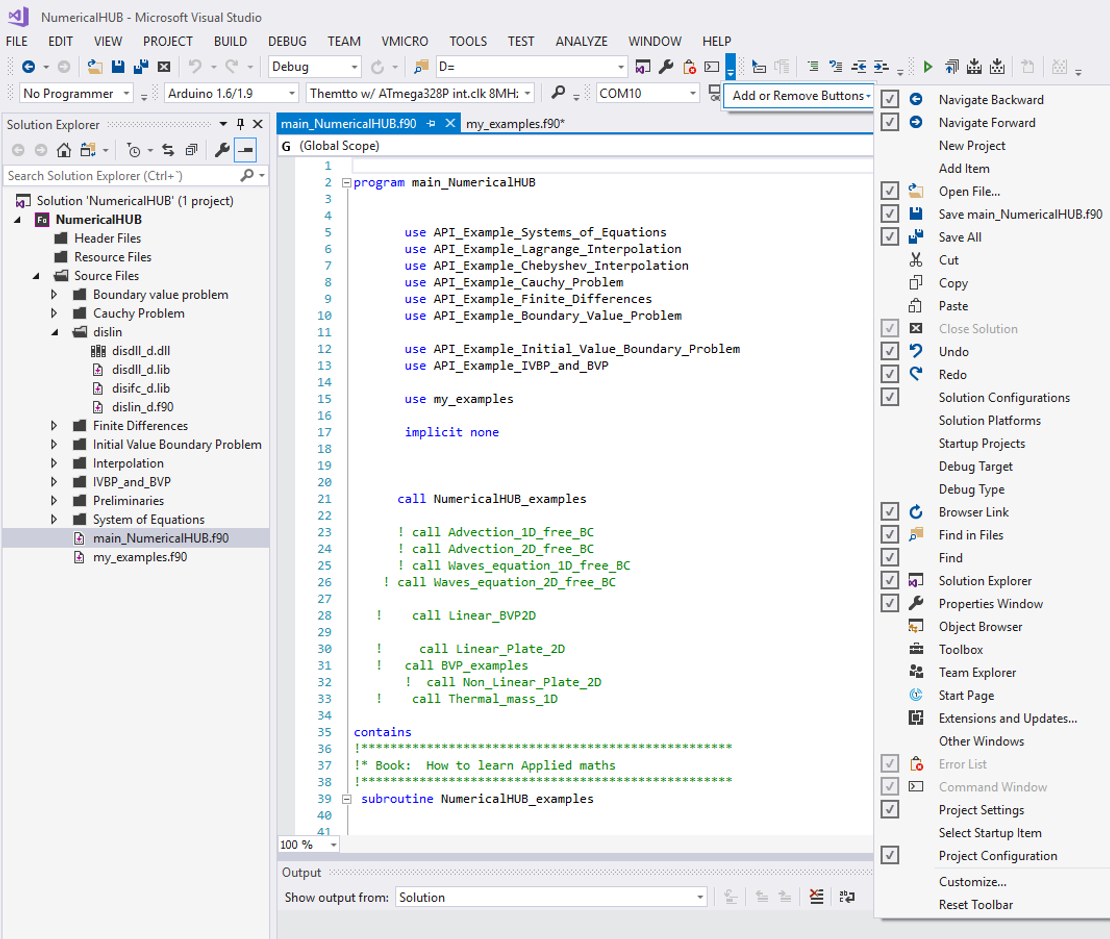 NumericalHUB - Microsoft Visual Studio
FILE EDIT VIEW PROJECT BUILD DEBUG TEAM VMICRO TOOLS TEST ANALYZE WINDOW HELP
Debug D=
No Programmer Arduino 1.6/1.9 Themtto w/ ATmega328P int.clk 8MHz COM10 Add or Remove Buttons
Solution Explorer
Search Solution Explorer (Ctrl+`)
Solution 'NumericalHUB' (1 project)
Fo NumericalHUB
Header Files
Resource Files
Source Files
Boundary value problem
Cauchy Problem
dislin
disdll_d.dll
disdll_d.lib
disifc_d.lib
dislin_d.f90
Finite Differences
Initial Value Boundary Problem
Interpolation
IVBP_and_BVP
Preliminaries
System of Equations
main_NumericalHUB.f90
my_examples.f90
main_NumericalHUB.f90 my_examples.f90*
G (Global Scope)
1
2 program main_NumericalHUB
3
4
5 use API_Example_Systems_of_Equations
6 use API_Example_Lagrange_Interpolation
7 use API_Example_Chebyshev_Interpolation
8 use API_Example_Cauchy_Problem
9 use API_Example_Finite_Differences
10 use API_Example_Boundary_Value_Problem
11
12 use API_Example_Initial_Value_Boundary_Problem
13 use API_Example_IVBP_and_BVP
14
15 use my_examples
16
17 implicit none
18
19
20
21 call NumericalHUB_examples
22
23 ! call Advection_1D_free_BC
24 ! call Advection_2D_free_BC
25 ! call Waves_equation_1D_free_BC
26 ! call Waves_equation_2D_free_BC
27
28 ! call Linear_BVP2D
29
30 ! call Linear_Plate_2D
31 ! call BVP_examples
32 ! call Non_Linear_Plate_2D
33 ! call Thermal_mass_1D
34
35 contains
36 !***************************************************
37 !* Book: How to learn Applied maths
38 !***************************************************
39 subroutine NumericalHUB_examples
40
41
100 %
Output
Show output from: Solution
Navigate Backward
Navigate Forward
New Project
Add Item
Open File...
Save main_NumericalHUB.f90
Save All
Cut
Copy
Paste
Close Solution
Undo
Redo
Solution Configurations
Solution Platforms
Startup Projects
Debug Target
Debug Type
Browser Link
Find in Files
Find
Solution Explorer
Properties Window
Object Browser
Toolbox
Team Explorer
Start Page
Extensions and Updates...
Other Windows
Error List
Command Window
Project Settings
Select Startup Item
Project Configuration
Customize...
Reset Toolbar